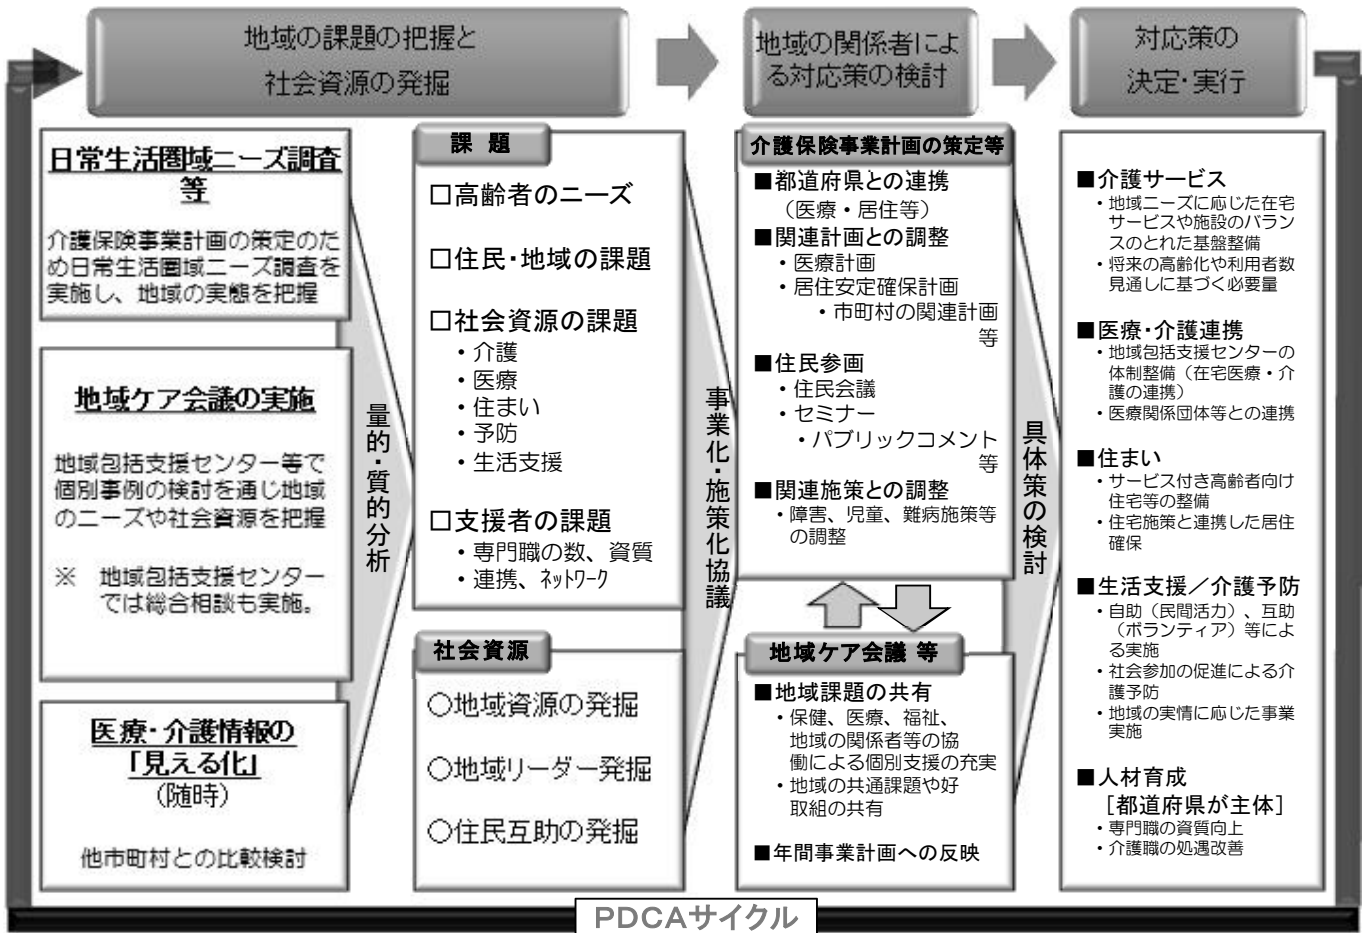 地域の課題の把握と
社会資源の発掘
地域の関係者によ
る対応策の検討
対応策の
決定・実行
日常生活圏域ニーズ調査
等
介護保険事業計画の策定のた
め日常生活圏域ニーズ調査を
実施し、地域の実態を把握
地域ケア会議の実施
地域包括支援センター等で
個別事例の検討を通じ地域
のニーズや社会資源を把握
※ 地域包括支援センター
では総合相談も実施。
医療・介護情報の
「見える化」
(随時)
他市町村との比較検討
量的・質的分析
課 題
□高齢者のニーズ
□住民・地域の課題
□社会資源の課題
・介護
・医療
・住まい
・予防
・生活支援
□支援者の課題
・専門職の数、資質
・連携、ネットワーク
社会資源
○地域資源の発掘
○地域リーダー発掘
○住民互助の発掘
事業化・施策化協議
介護保険事業計画の策定等
■都道府県との連携
(医療・居住等)
■関連計画との調整
・医療計画
・居住安定確保計画
・市町村の関連計画
等
■住民参画
・住民会議
・セミナー
・パブリックコメント
等
■関連施策との調整
・障害、児童、難病施策等
の調整
地域ケア会議 等
■地域課題の共有
・保健、医療、福祉、
地域の関係者等の協
働による個別支援の充実
・地域の共通課題や好
取組の共有
■年間事業計画への反映
具体策の検討
■介護サービス
・地域ニーズに応じた在宅
サービスや施設のバラン
スのとれた基盤整備
・将来の高齢化や利用者数
見通しに基づく必要量
■医療・介護連携
・地域包括支援センターの
体制整備(在宅医療・介
護の連携)
・医療関係団体等との連携
■住まい
・サービス付き高齢者向け
住宅等の整備
・住宅施策と連携した居住
確保
■生活支援/介護予防
・自助(民間活力)、互助
(ボランティア)等によ
る実施
・社会参加の促進による介
護予防
・地域の実情に応じた事業
実施
■人材育成
[都道府県が主体]
・専門職の資質向上
・介護職の処遇改善
PDCAサイクル